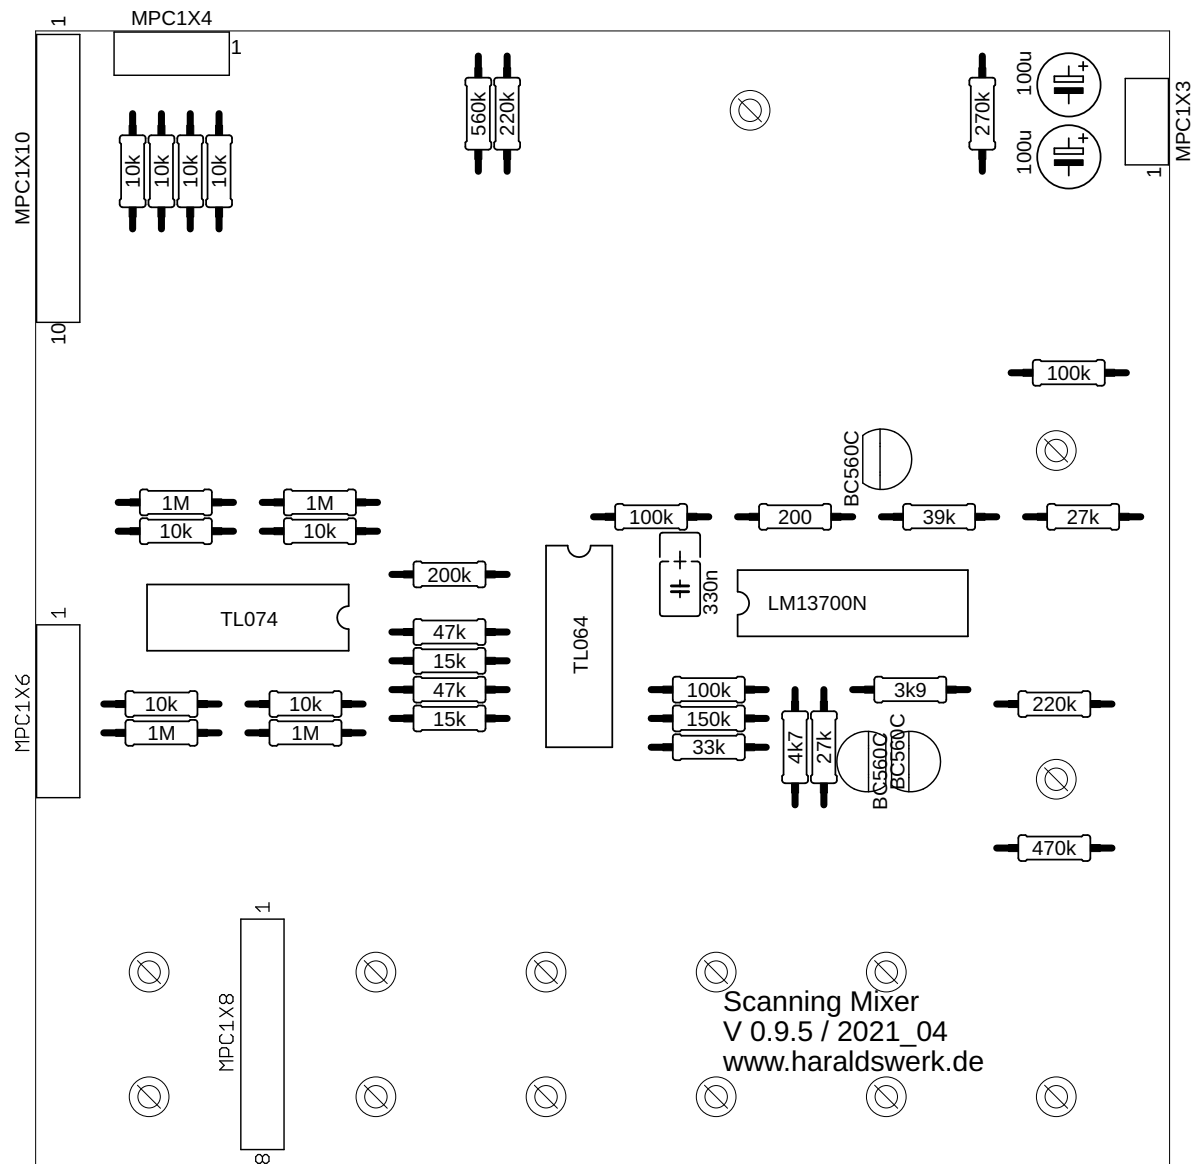 1
MPC1X4
1
MPC1X10
10
10k
10k
10k
10k
560k
220k
270k
100u
+
100u
+
MPC1X3
1
100k
BC560C
1M
1M
10k
10k
100k
200
39k
27k
200k
330n
TL074
TL064
LM13700N
47k
15k
47k
15k
1
MPC1X6
10k
10k
1M
1M
100k
150k
33k
3k9
220k
4k7
27k
BC560C
BC560C
470k
1
MPC1X8
8
Scanning Mixer
V 0.9.5 / 2021_04
www.haraldswerk.de